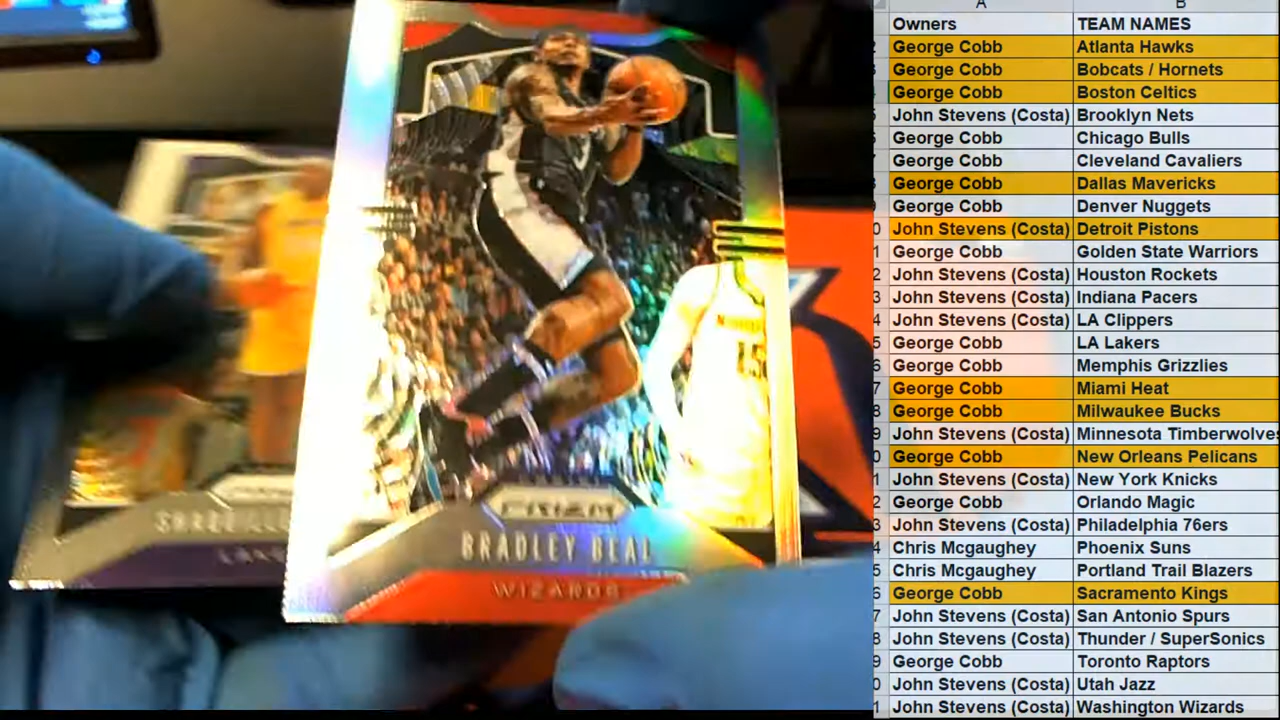 A B
Owners TEAM NAMES
George Cobb Atlanta Hawks
George Cobb Bobcats / Hornets
George Cobb Boston Celtics
John Stevens (Costa) Brooklyn Nets
George Cobb Chicago Bulls
George Cobb Cleveland Cavaliers
George Cobb Dallas Mavericks
George Cobb Denver Nuggets
John Stevens (Costa) Detroit Pistons
George Cobb Golden State Warriors
John Stevens (Costa) Houston Rockets
John Stevens (Costa) Indiana Pacers
John Stevens (Costa) LA Clippers
George Cobb LA Lakers
George Cobb Memphis Grizzlies
George Cobb Miami Heat
George Cobb Milwaukee Bucks
John Stevens (Costa) Minnesota Timberwolves
George Cobb New Orleans Pelicans
John Stevens (Costa) New York Knicks
George Cobb Orlando Magic
John Stevens (Costa) Philadelphia 76ers
Chris Mcgaughey Phoenix Suns
Chris Mcgaughey Portland Trail Blazers
George Cobb Sacramento Kings
John Stevens (Costa) San Antonio Spurs
John Stevens (Costa) Thunder / SuperSonics
George Cobb Toronto Raptors
John Stevens (Costa) Utah Jazz
John Stevens (Costa) Washington Wizards
PRIZM
BRADLEY BEAL
WIZARDS